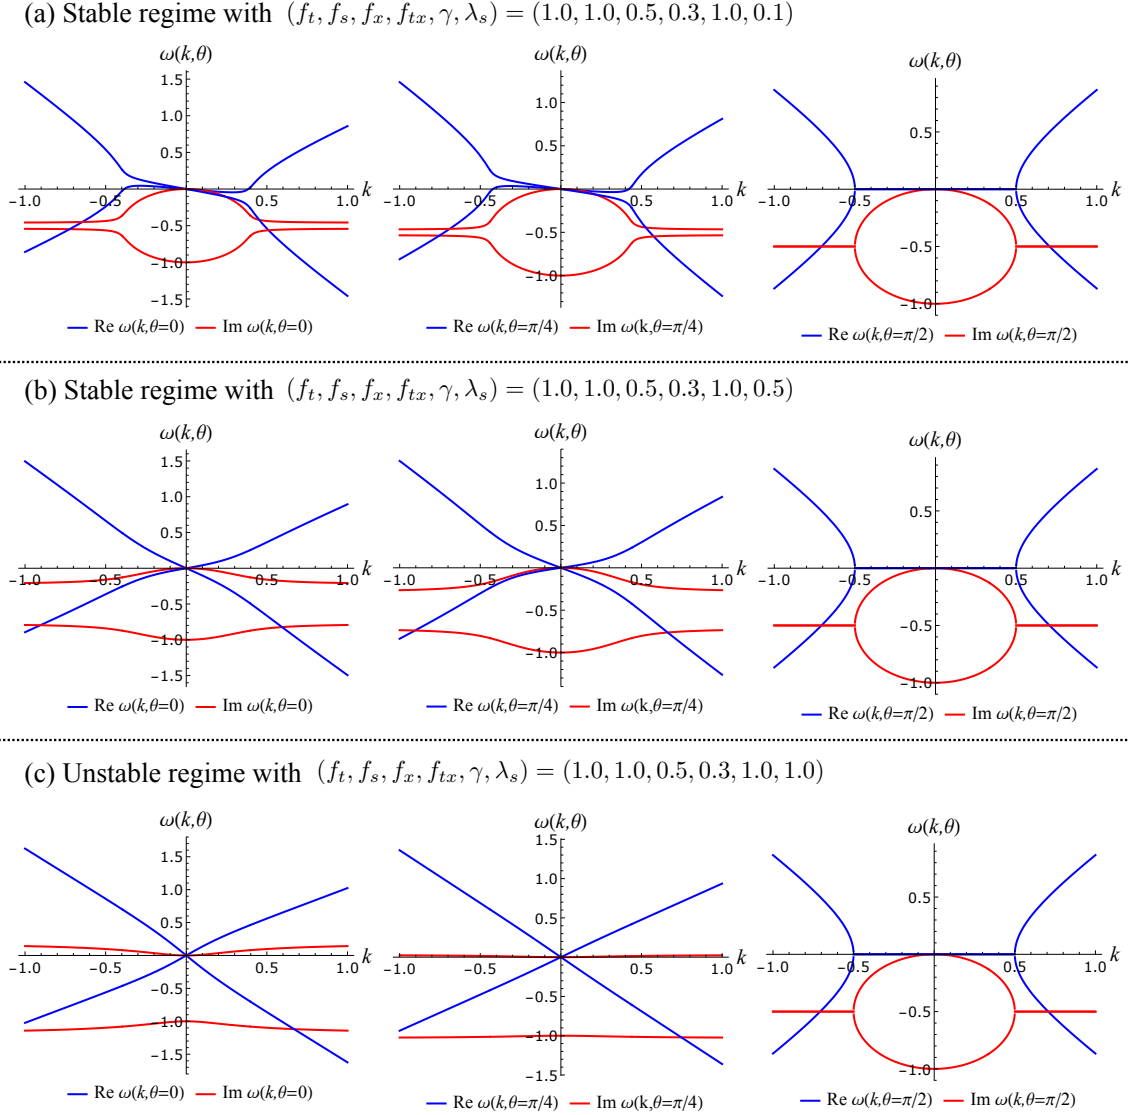 (a) Stable regime with (f_t, f_s, f_x, f_{tx}, γ, λ_s) = (1.0, 1.0, 0.5, 0.3, 1.0, 0.1)
ω(k,θ) ω(k,θ) ω(k,θ)
1.5
1.0 1.0
0.5 0.5 0.5
−1.0 −0.5 0.5 1.0 k −1.0 −0.5 0.5 1.0 k −1.0 −0.5 0.5 1.0 k
−0.5 −0.5 −0.5
−1.0 −1.0 −1.0
−1.5
Re ω(k,θ=0) Im ω(k,θ=0) Re ω(k,θ=π/4) Im ω(k,θ=π/4) Re ω(k,θ=π/2) Im ω(k,θ=π/2)
(b) Stable regime with (f_t, f_s, f_x, f_{tx}, γ, λ_s) = (1.0, 1.0, 0.5, 0.3, 1.0, 0.5)
ω(k,θ) ω(k,θ) ω(k,θ)
1.5
1.0 1.0
0.5 0.5 0.5
−1.0 −0.5 0.5 1.0 k −1.0 −0.5 0.5 1.0 k −1.0 −0.5 0.5 1.0 k
−0.5 −0.5 −0.5
−1.0 −1.0 −1.0
−1.5
Re ω(k,θ=0) Im ω(k,θ=0) Re ω(k,θ=π/4) Im ω(k,θ=π/4) Re ω(k,θ=π/2) Im ω(k,θ=π/2)
(c) Unstable regime with (f_t, f_s, f_x, f_{tx}, γ, λ_s) = (1.0, 1.0, 0.5, 0.3, 1.0, 1.0)
ω(k,θ) ω(k,θ) ω(k,θ)
1.5 1.5
1.0 1.0
0.5 0.5 0.5
−1.0 −0.5 0.5 1.0 k −1.0 −0.5 0.5 1.0 k −1.0 −0.5 0.5 1.0 k
−0.5 −0.5 −0.5
−1.0 −1.0 −1.0
−1.5 −1.5
Re ω(k,θ=0) Im ω(k,θ=0) Re ω(k,θ=π/4) Im ω(k,θ=π/4) Re ω(k,θ=π/2) Im ω(k,θ=π/2)